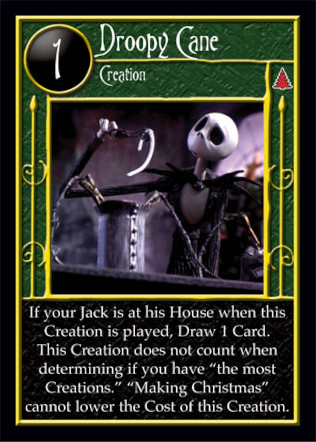 1
Droopy Cane
Creation
If your Jack is at his House when this
Creation is played, Draw 1 Card.
This Creation does not count when
determining if you have “the most
Creations.” “Making Christmas”
cannot lower the Cost of this Creation.